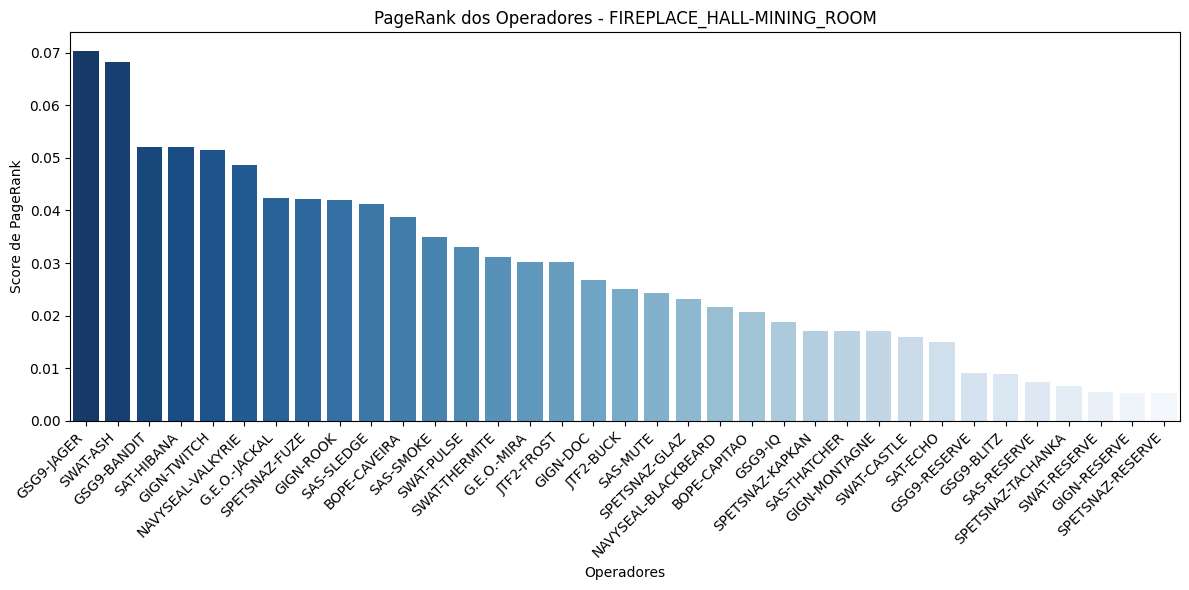 PageRank dos Operadores - FIREPLACE_HALL-MINING_ROOM
Score de PageRank
0.07
0.06
0.05
0.04
0.03
0.02
0.01
0.00
GSG9-JAGER
SWAT-ASH
GSG9-BANDIT
SAT-HIBANA
GIGN-TWITCH
NAVYSEAL-VALKYRIE
G.E.O.-JACKAL
SPETSNAZ-FUZE
GIGN-ROOK
SAS-SLEDGE
BOPE-CAVEIRA
SAS-SMOKE
SWAT-PULSE
SWAT-THERMITE
G.E.O.-MIRA
JTF2-FROST
GIGN-DOC
JTF2-BUCK
SAS-MUTE
SPETSNAZ-GLAZ
NAVYSEAL-BLACKBEARD
BOPE-CAPITAO
GSG9-IQ
SPETSNAZ-KAPKAN
SAS-THATCHER
GIGN-MONTAGNE
SWAT-CASTLE
SAT-ECHO
GSG9-RESERVE
GSG9-BLITZ
SAS-RESERVE
SPETSNAZ-TACHANKA
SWAT-RESERVE
GIGN-RESERVE
SPETSNAZ-RESERVE
Operadores